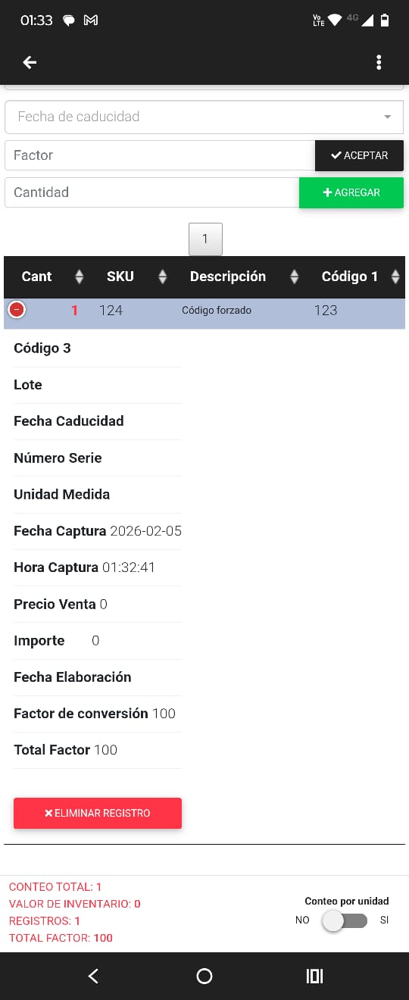 01:33
Vo LTE 4G
Fecha de caducidad
Factor
ACEPTAR
Cantidad
AGREGAR
1
Cant SKU Descripción Código 1
1 124 Código forzado 123
Código 3
Lote
Fecha Caducidad
Número Serie
Unidad Medida
Fecha Captura 2026-02-05
Hora Captura 01:32:41
Precio Venta 0
Importe 0
Fecha Elaboración
Factor de conversión 100
Total Factor 100
ELIMINAR REGISTRO
CONTEO TOTAL: 1
VALOR DE INVENTARIO: 0
REGISTROS: 1
TOTAL FACTOR: 100
Conteo por unidad
NO SI